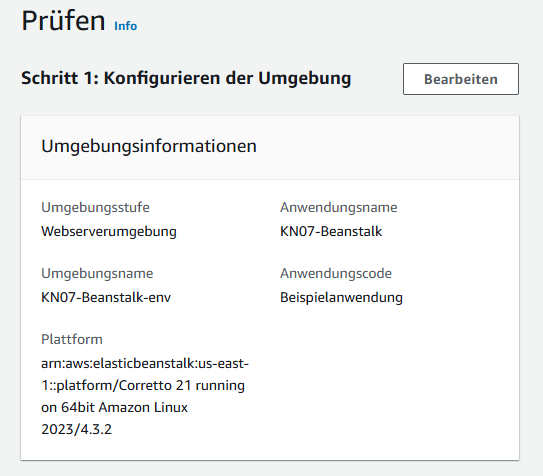 Prüfen Info
Schritt 1: Konfigurieren der Umgebung
Bearbeiten
Umgebungsinformationen
Umgebungsstufe
Webserverumgebung
Anwendungsname
KN07-Beanstalk
Umgebungsname
KN07-Beanstalk-env
Anwendungscode
Beispielanwendung
Plattform
arn:aws:elasticbeanstalk:us-east-
1::platform/Corretto 21 running
on 64bit Amazon Linux
2023/4.3.2